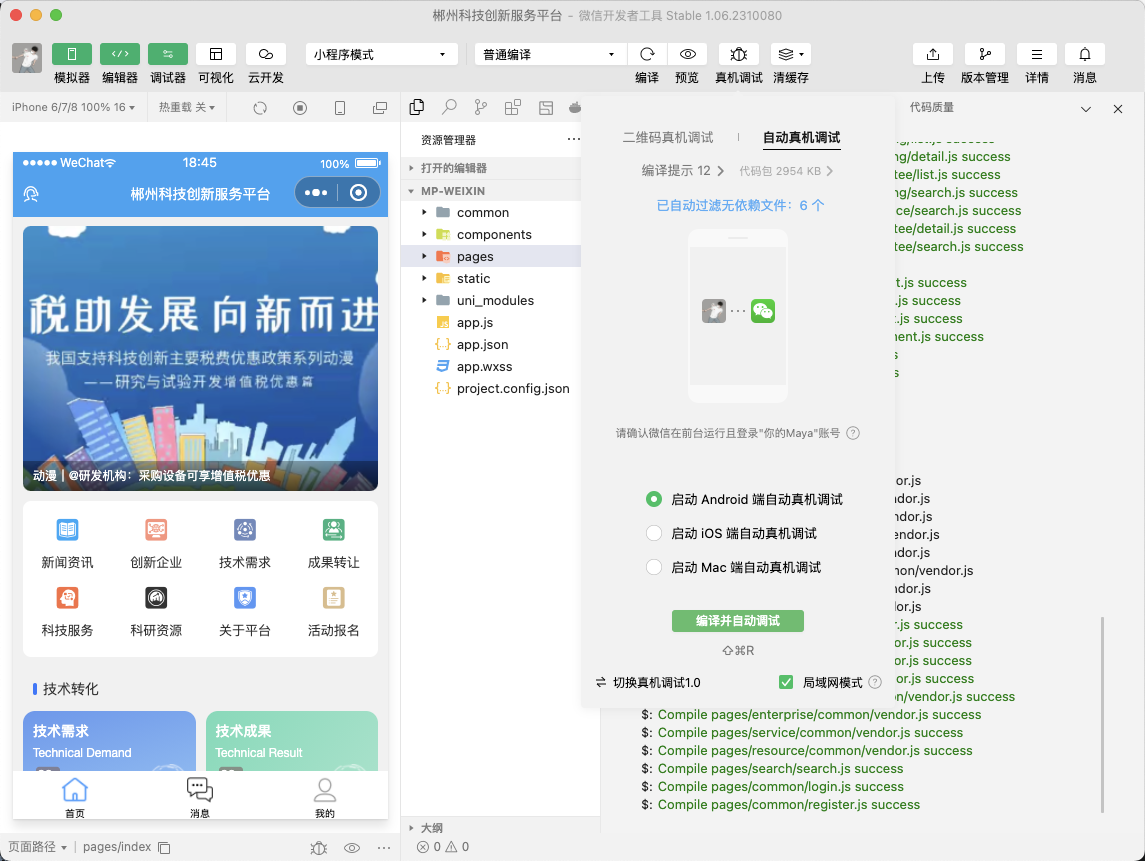 郴州科技创新服务平台 - 微信开发者工具 Stable 1.06.2310080
模拟器 编辑器 调试器 可视化 云开发
小程序模式
普通编译
编译 预览 真机调试 清缓存
上传 版本管理 详情 消息
iPhone 6/7/8 100% 16
热重载 关
WeChat
18:45
100%
郴州科技创新服务平台
税助发展 向新而进
我国支持科技创新主要税费优惠政策系列动漫
——研究与试验开发增值税优惠篇
动漫 | @研发机构：采购设备可享增值税优惠
新闻资讯 创新企业 技术需求 成果转让
科技服务 科研资源 关于平台 活动报名
技术转化
技术需求
Technical Demand
技术成果
Technical Result
首页 消息 我的
页面路径 | pages/index
资源管理器
打开的编辑器
MP-WEIXIN
common
components
pages
static
uni_modules
app.js
app.json
app.wxss
project.config.json
大纲
0 0
二维码真机调试
自动真机调试
编译提示 12
代码包 2954 KB
已自动过滤无依赖文件：6 个
请确认微信在前台运行且登录"你的Maya"账号 ?
启动 Android 端自动真机调试
启动 iOS 端自动真机调试
启动 Mac 端自动真机调试
编译并自动调试
⇧⌘R
切换真机调试1.0
局域网模式 ?
代码质量
g/detail.js success
tee/list.js success
ng/search.js success
ce/search.js success
tee/detail.js success
tee/search.js success
t.js success
.js success
.js success
nent.js success
s
s
or.js
dor.js
ndor.js
endor.js
dor.js
non/vendor.js
ndor.js
lor.js
r.js success
or.js success
or.js success
or.js success
n/vendor.js success
$: Compile pages/enterprise/common/vendor.js success
$: Compile pages/service/common/vendor.js success
$: Compile pages/resource/common/vendor.js success
$: Compile pages/search/search.js success
$: Compile pages/common/login.js success
$: Compile pages/common/register.js success